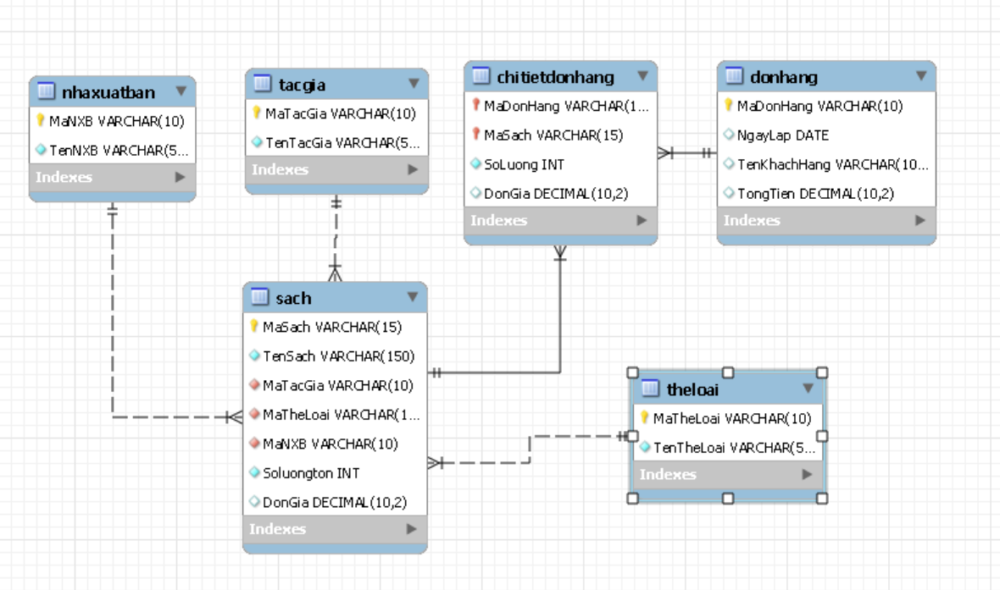 nhaxuatban
MaNXB VARCHAR(10)
TenNXB VARCHAR(5...
Indexes
tacgia
MaTacGia VARCHAR(10)
TenTacGia VARCHAR(5...
Indexes
chitietdonhang
MaDonHang VARCHAR(1...
MaSach VARCHAR(15)
SoLuong INT
DonGia DECIMAL(10,2)
Indexes
donhang
MaDonHang VARCHAR(10)
NgayLap DATE
TenKhachHang VARCHAR(10...
TongTien DECIMAL(10,2)
Indexes
sach
MaSach VARCHAR(15)
TenSach VARCHAR(150)
MaTacGia VARCHAR(10)
MaTheLoai VARCHAR(1...
MaNXB VARCHAR(10)
Soluongton INT
DonGia DECIMAL(10,2)
Indexes
theloai
MaTheLoai VARCHAR(10)
TenTheLoai VARCHAR(5...
Indexes